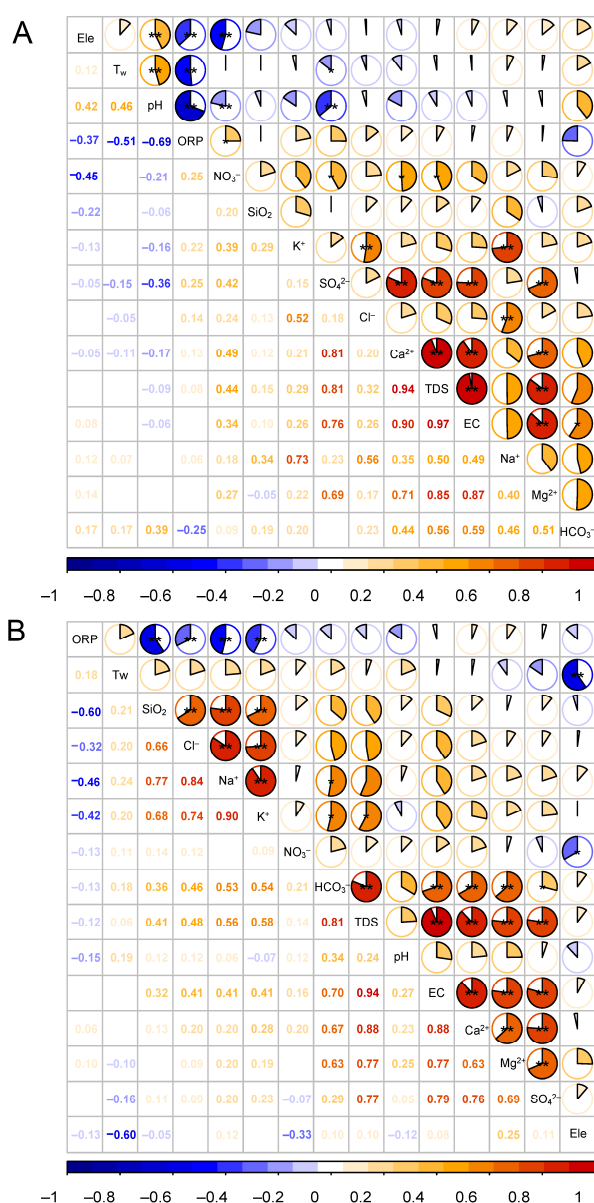 A
Ele
** ** ** **
0.12 Tw ** ** *
0.42 0.46 pH ** ** **
−0.37 −0.51 −0.69 ORP *
−0.45 −0.21 0.25 NO₃⁻
−0.22 −0.06 0.20 SiO₂
−0.13 −0.16 0.22 0.39 0.29 K⁺ ** **
−0.05 −0.15 −0.36 0.25 0.42 0.15 SO₄²⁻ ** ** ** **
−0.05 0.14 0.24 0.13 0.52 0.18 Cl⁻ **
−0.05 −0.11 −0.17 0.13 0.49 0.21 0.81 0.20 Ca²⁺ ** ** **
−0.09 0.44 0.15 0.29 0.81 0.32 0.94 TDS ** **
0.08 −0.06 0.34 0.26 0.76 0.26 0.90 0.97 EC ** *
0.12 0.07 0.06 0.18 0.34 0.73 0.23 0.56 0.35 0.50 0.49 Na⁺
0.14 0.27 −0.05 0.22 0.69 0.17 0.71 0.85 0.87 0.40 Mg²⁺
0.17 0.17 0.39 −0.25 0.09 0.19 0.20 0.23 0.44 0.56 0.59 0.46 0.51 HCO₃⁻
−1 −0.8 −0.6 −0.4 −0.2 0 0.2 0.4 0.6 0.8 1
B
ORP ** ** ** **
0.18 Tw **
−0.60 0.21 SiO₂ ** ** **
−0.32 0.20 0.66 Cl⁻ ** **
−0.46 0.24 0.77 0.84 Na⁺ ** *
−0.42 0.20 0.68 0.74 0.90 K⁺ * *
−0.13 0.11 0.14 0.12 0.09 NO₃⁻ *
−0.13 0.18 0.36 0.46 0.53 0.54 0.21 HCO₃⁻ ** ** ** ** *
−0.12 0.06 0.41 0.48 0.56 0.58 0.14 0.81 TDS ** ** ** **
−0.15 0.19 0.12 0.12 0.06 −0.07 0.12 0.34 0.24 pH
0.32 0.41 0.41 0.41 0.16 0.70 0.94 0.27 EC ** ** **
0.06 0.13 0.20 0.20 0.28 0.20 0.67 0.88 0.23 0.88 Ca²⁺ ** **
0.10 −0.10 0.09 0.20 0.19 0.63 0.77 0.25 0.77 0.63 Mg²⁺ **
−0.16 0.11 0.09 0.20 0.23 −0.07 0.29 0.77 0.05 0.79 0.76 0.69 SO₄²⁻
−0.13 −0.60 −0.05 0.12 −0.33 0.10 0.10 −0.12 0.08 0.25 0.11 Ele
−1 −0.8 −0.6 −0.4 −0.2 0 0.2 0.4 0.6 0.8 1